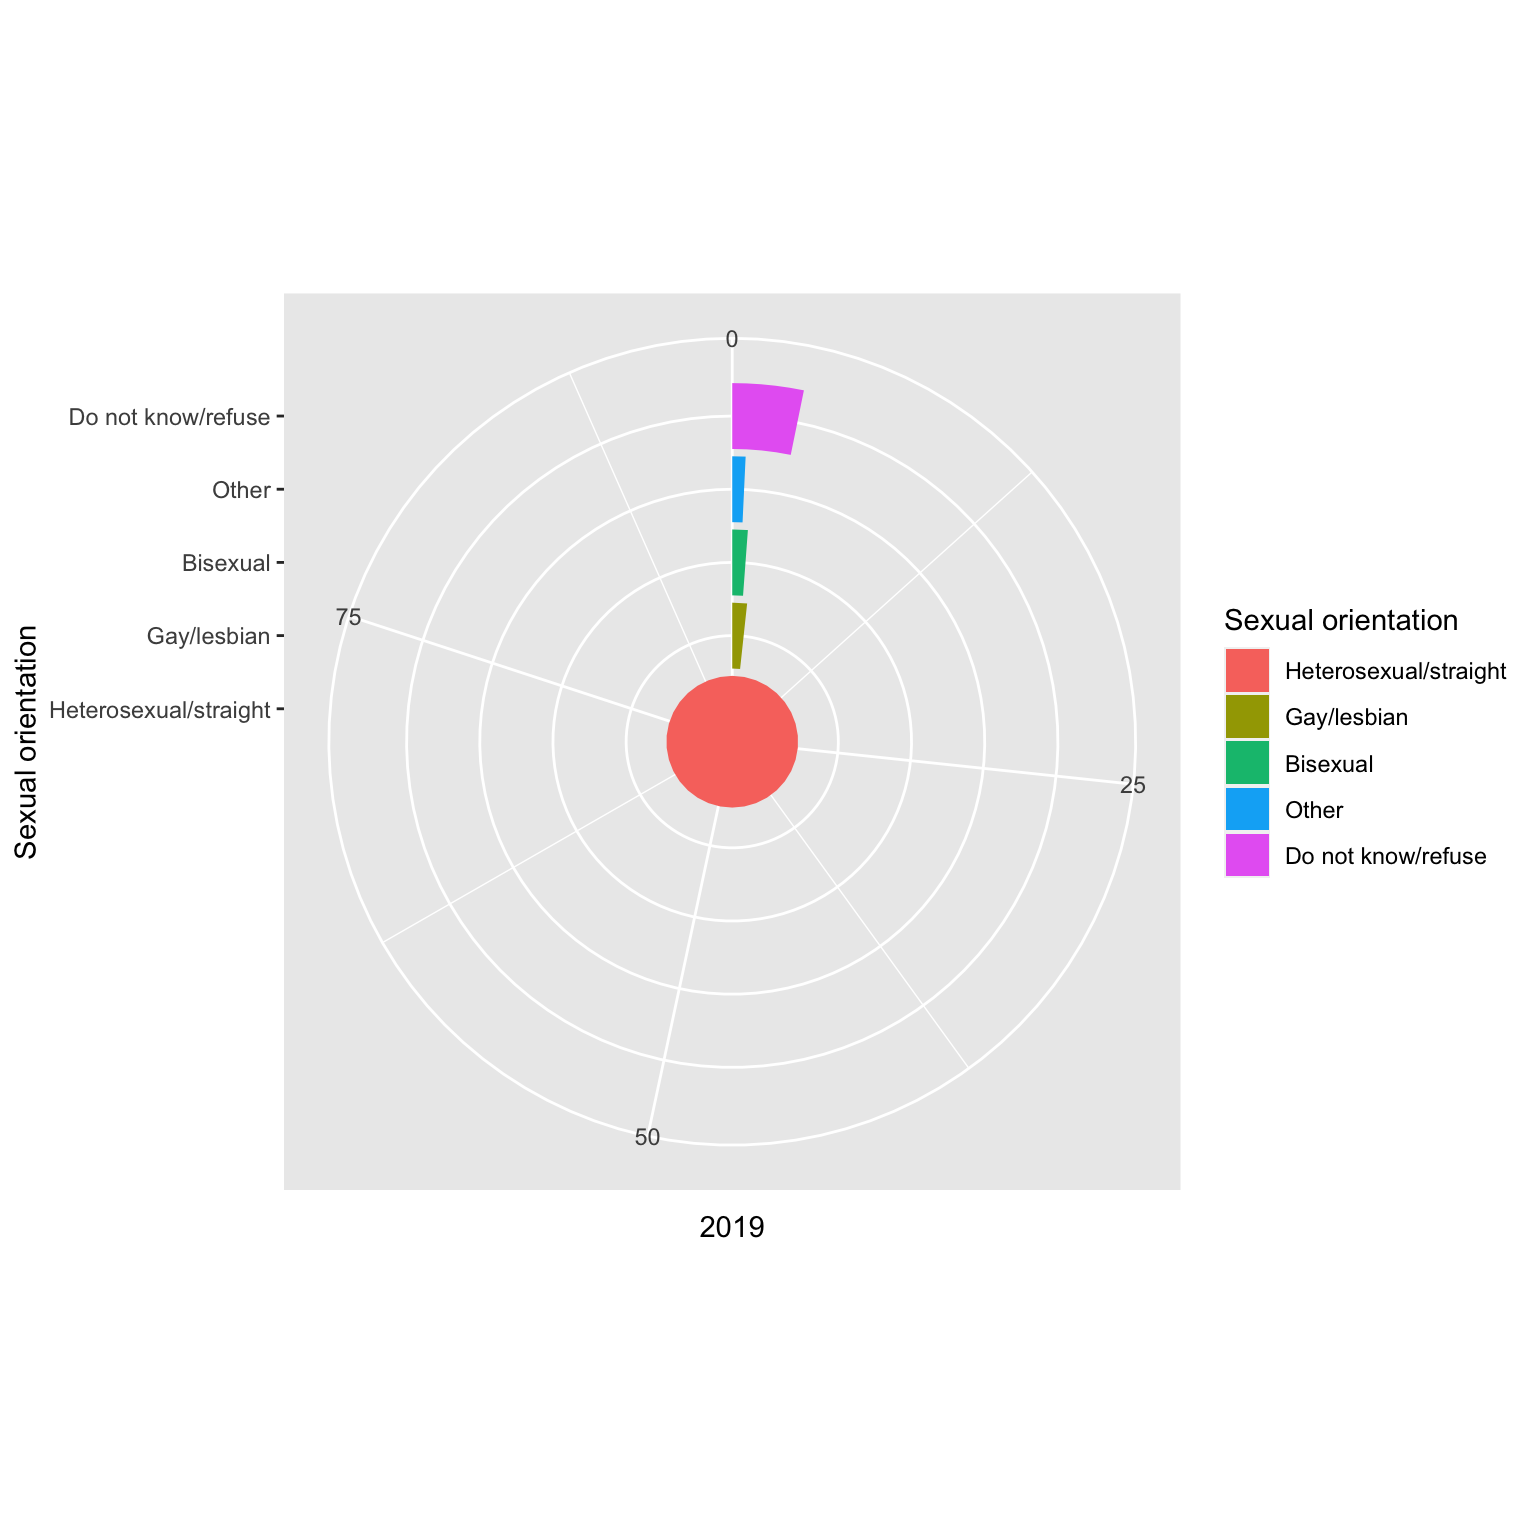 0
Do not know/refuse
Other
Bisexual
75
Gay/lesbian
Heterosexual/straight
25
50
Sexual orientation
2019
Sexual orientation
Heterosexual/straight
Gay/lesbian
Bisexual
Other
Do not know/refuse